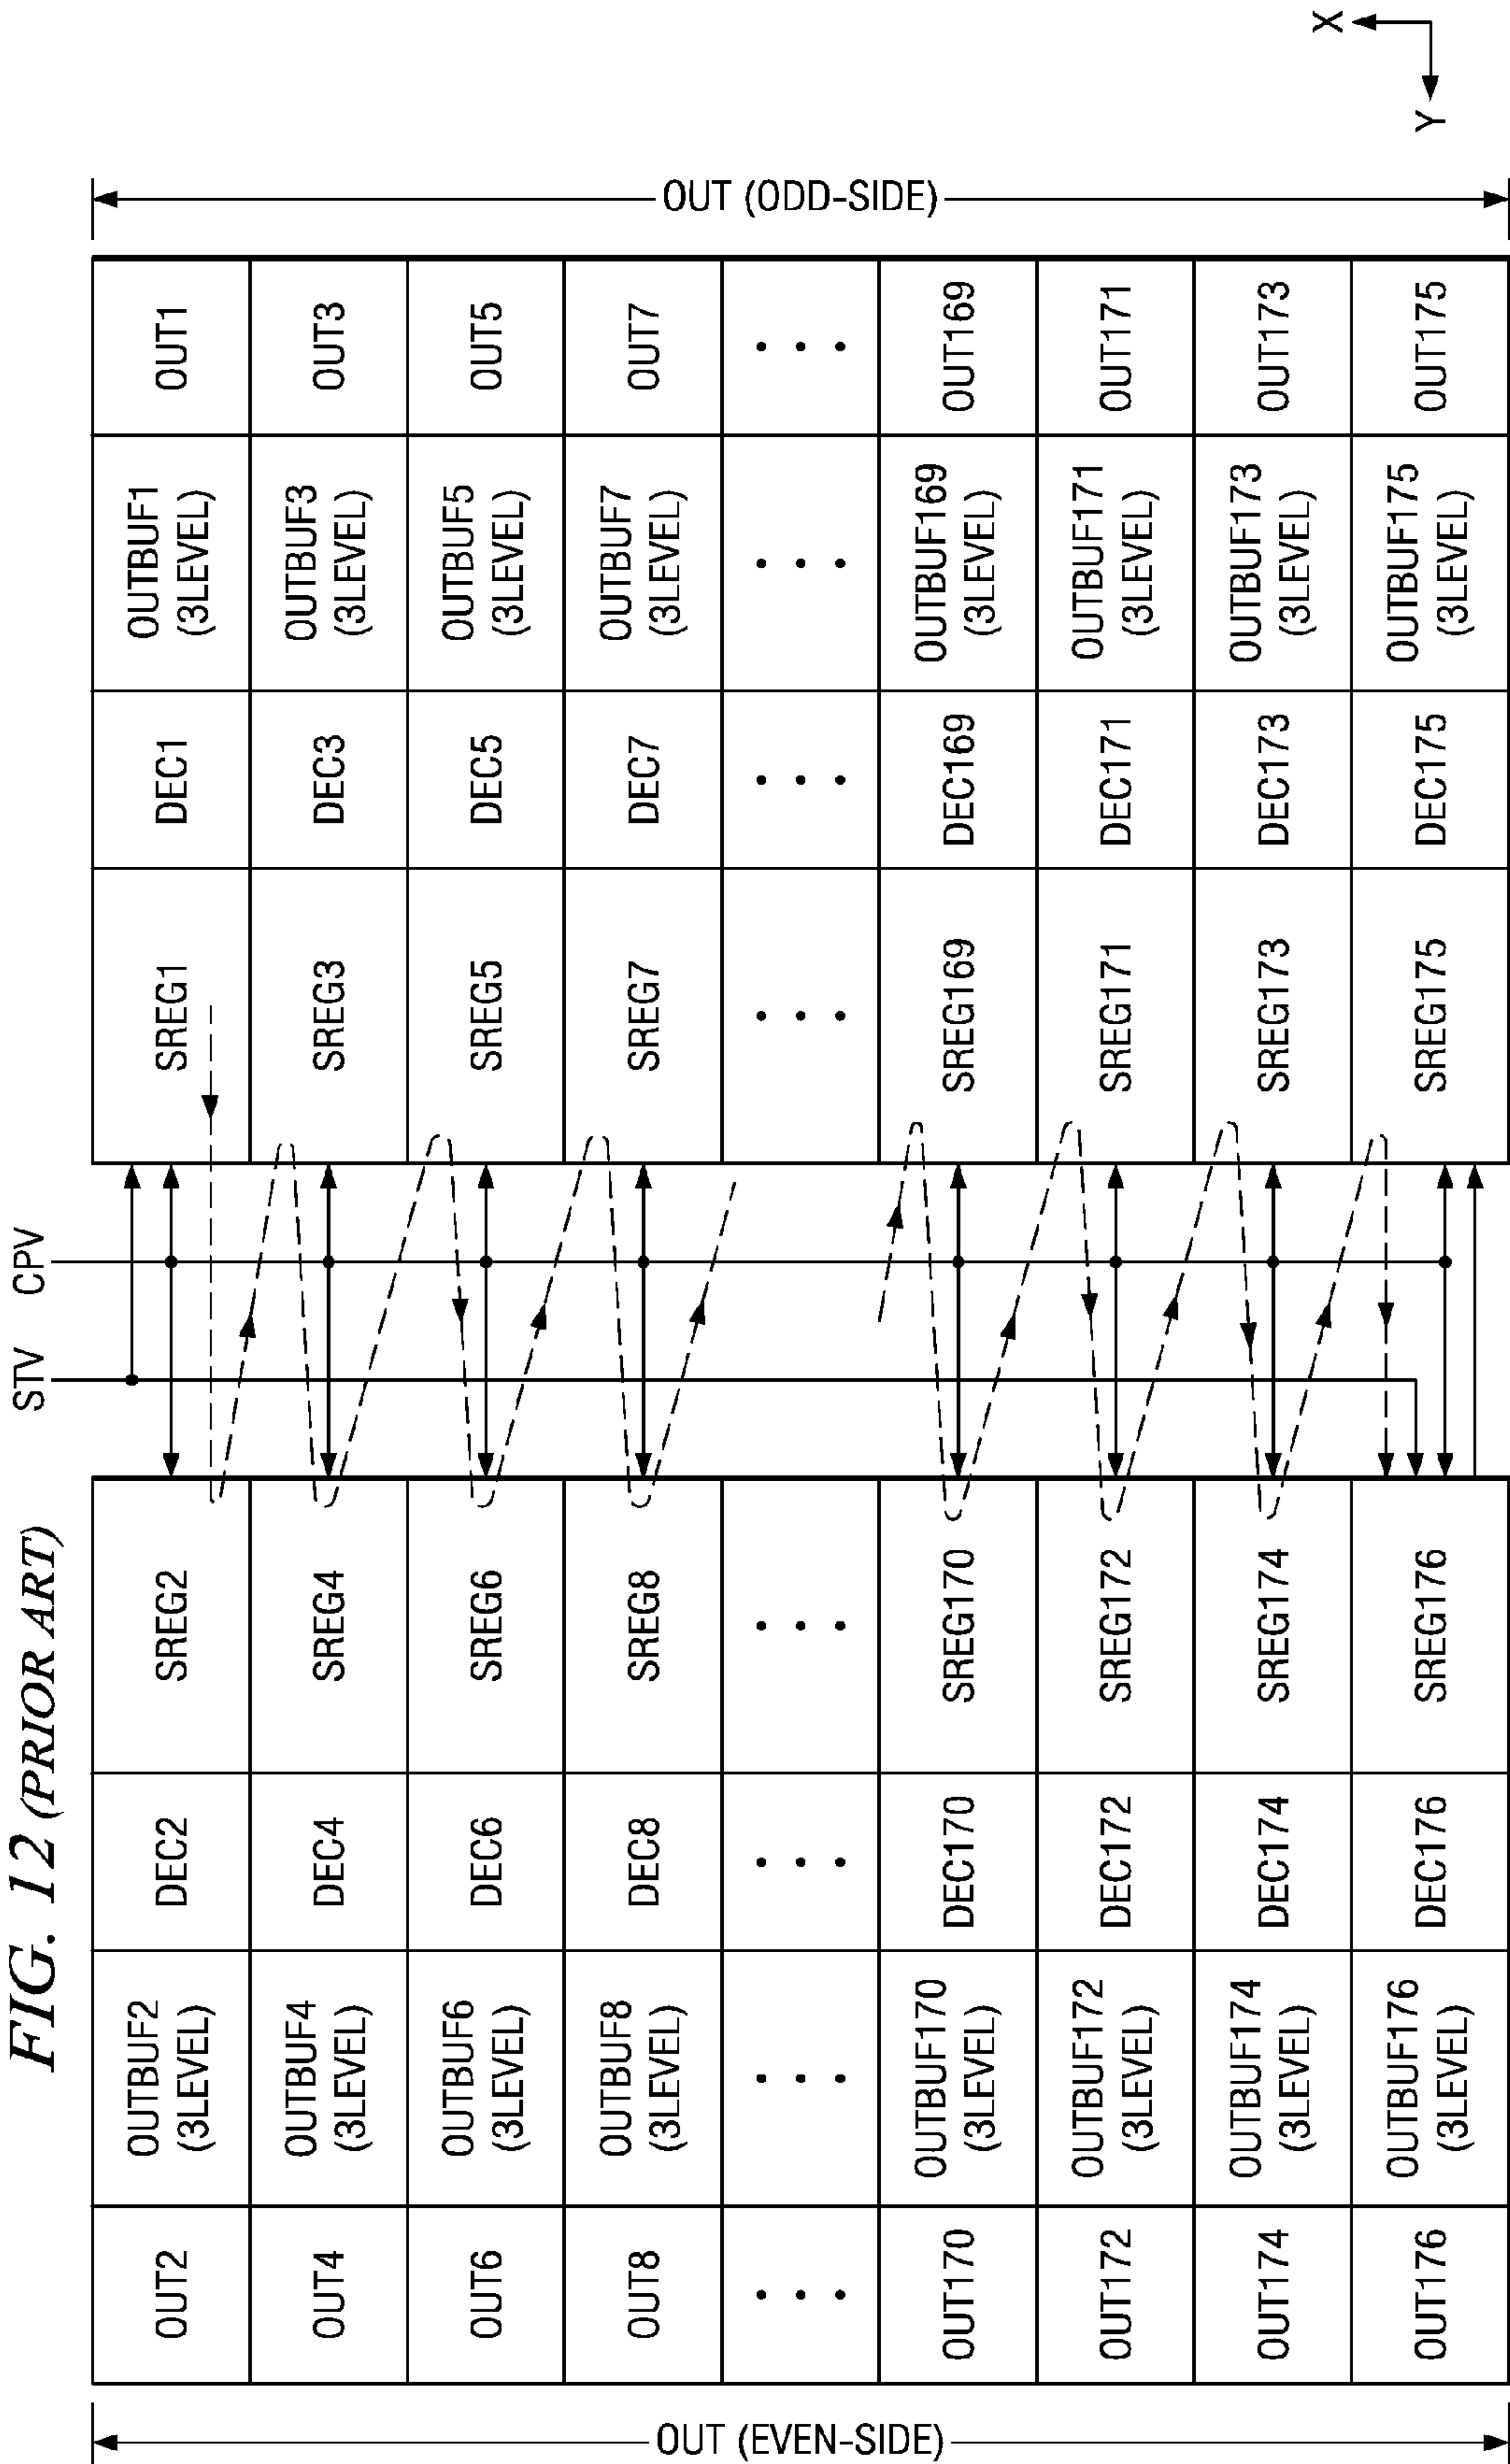 FIG. 12 (PRIOR ART)
STV CPV
OUT2 OUTBUF2 DEC2 SREG2 SREG1 DEC1 OUTBUF1 OUT1
(3LEVEL) (3LEVEL)
OUT4 OUTBUF4 DEC4 SREG4 SREG3 DEC3 OUTBUF3 OUT3
(3LEVEL) (3LEVEL)
OUT6 OUTBUF6 DEC6 SREG6 SREG5 DEC5 OUTBUF5 OUT5
(3LEVEL) (3LEVEL)
OUT8 OUTBUF8 DEC8 SREG8 SREG7 DEC7 OUTBUF7 OUT7
(3LEVEL) (3LEVEL)
OUT (EVEN-SIDE) OUT (ODD-SIDE)
OUT170 OUTBUF170 DEC170 SREG170 SREG169 DEC169 OUTBUF169 OUT169
(3LEVEL) (3LEVEL)
OUT172 OUTBUF172 DEC172 SREG172 SREG171 DEC171 OUTBUF171 OUT171
(3LEVEL) (3LEVEL)
OUT174 OUTBUF174 DEC174 SREG174 SREG173 DEC173 OUTBUF173 OUT173
(3LEVEL) (3LEVEL)
OUT176 OUTBUF176 DEC176 SREG176 SREG175 DEC175 OUTBUF175 OUT175
(3LEVEL) (3LEVEL)
X
Y